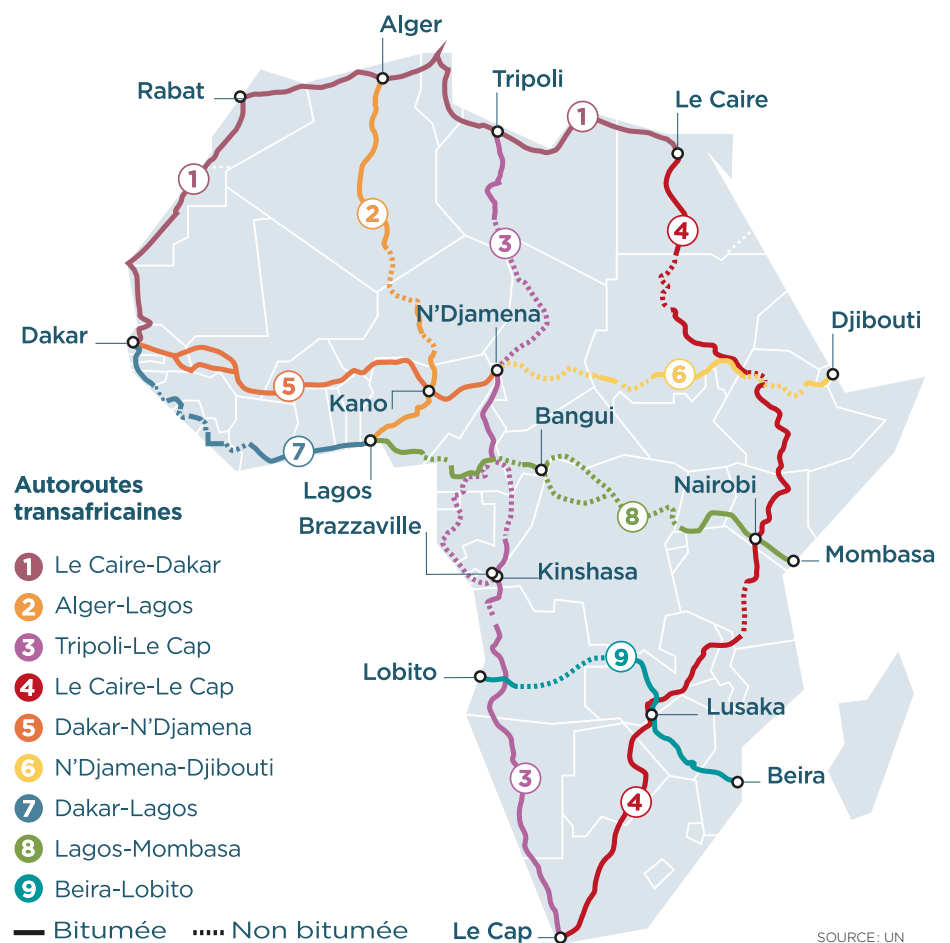 Alger
Rabat
Tripoli
Le Caire
1
1
2
3
4
N'Djamena
Dakar
Djibouti
5
6
Kano
Bangui
7
Lagos
Nairobi
8
Brazzaville
Mombasa
Kinshasa
Lobito
9
Lusaka
Beira
3
4
Le Cap
Autoroutes
transafricaines
1 Le Caire-Dakar
2 Alger-Lagos
3 Tripoli-Le Cap
4 Le Caire-Le Cap
5 Dakar-N'Djamena
6 N'Djamena-Djibouti
7 Dakar-Lagos
8 Lagos-Mombasa
9 Beira-Lobito
Bitumée Non bitumée
SOURCE: UN